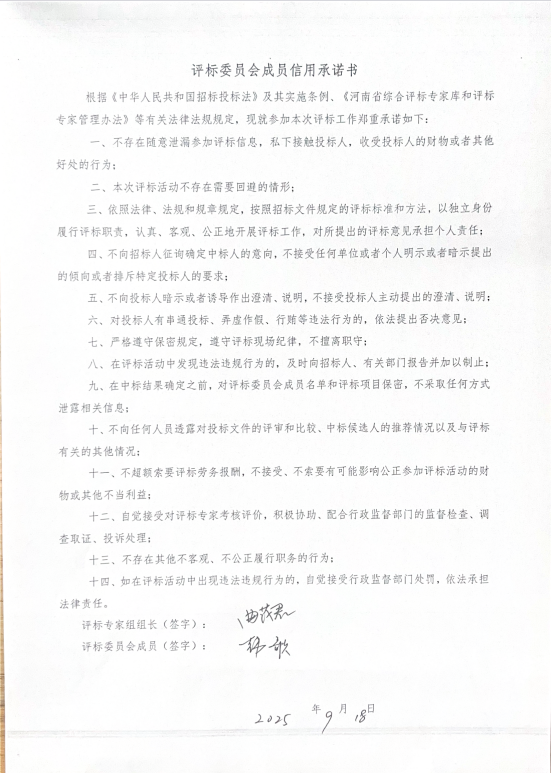 评标委员会成员信用承诺书
根据《中华人民共和国招标投标法》及其实施条例、《河南省综合评标专家库和评标
专家管理办法》等有关法律法规规定，现就参加本次评标工作郑重承诺如下：
一、不存在随意泄漏参加评标信息，私下接触投标人，收受投标人的财物或者其他
好处的行为；
二、本次评标活动不存在需要回避的情形；
三、依照法律、法规和规章规定，按照招标文件规定的评标标准和方法，以独立身份
履行评标职责，认真、客观、公正地开展评标工作，对所提出的评标意见承担个人责任；
四、不向招标人征询确定中标人的意向，不接受任何单位或者个人明示或者暗示提出
的倾向或者排斥特定投标人的要求；
五、不向投标人暗示或者诱导作出澄清、说明，不接受投标人主动提出的澄清、说明；
六、对投标人有串通投标、弄虚作假、行贿等违法行为的，依法提出否决意见；
七、严格遵守保密规定，遵守评标现场纪律，不擅离职守；
八、在评标活动中发现违法违规行为的，及时向招标人、有关部门报告并加以制止；
九、在中标结果确定之前，对评标委员会成员名单和评标项目保密，不采取任何方式
泄露相关信息；
十、不向任何人员透露对投标文件的评审和比较、中标候选人的推荐情况以及与评标
有关的其他情况；
十一、不超额索要评标劳务报酬，不接受、不索要有可能影响公正参加评标活动的财
物或其他不当利益；
十二、自觉接受对评标专家考核评价，积极协助、配合行政监督部门的监督检查、调
查取证、投诉处理；
十三、不存在其他不客观、不公正履行职务的行为；
十四、如在评标活动中出现违法违规行为的，自觉接受行政监督部门处罚，依法承担
法律责任。
评标专家组组长（签字）：
评标委员会成员（签字）：
2025 年 9 月 18 日